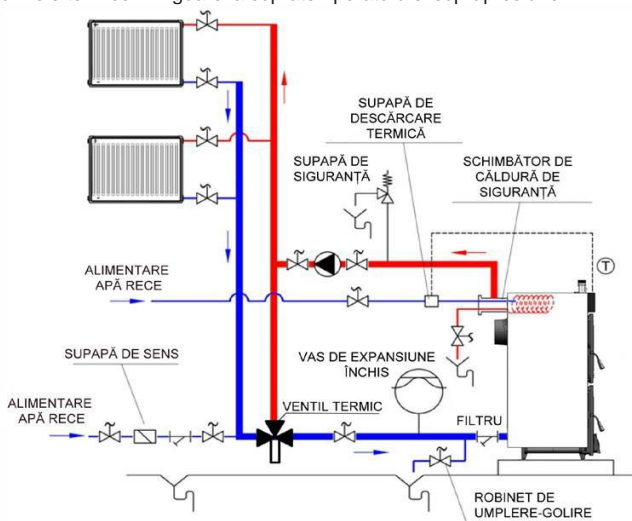 SUPAPĂ DE
DESCĂRCARE
TERMICĂ
SUPAPĂ DE
SIGURANȚĂ
SCHIMBĂTOR DE
CĂLDURĂ DE
SIGURANȚĂ
T
ALIMENTARE
APĂ RECE
SUPAPĂ DE SENS
VAS DE EXPANSIUNE
ÎNCHIS
ALIMENTARE
APĂ RECE
VENTIL TERMIC
FILTRU
ROBINET DE
UMPLERE-GOLIRE